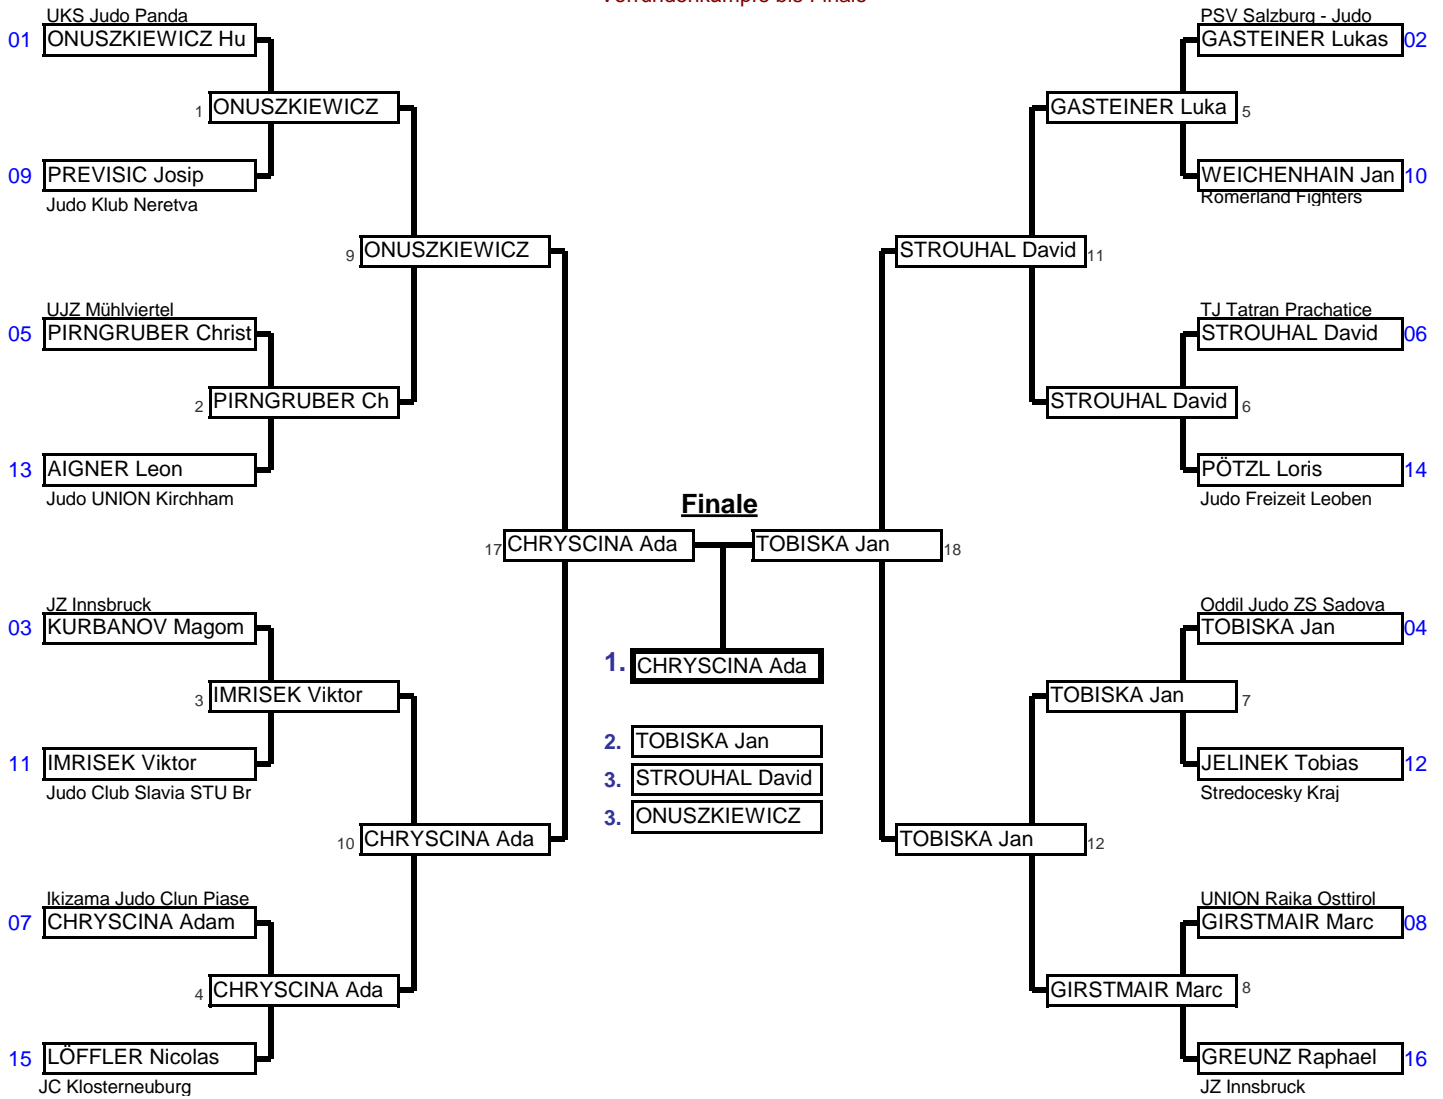 Vorrundenkämpfe bis Finale
UKS Judo Panda
01 ONUSZKIEWICZ Hu
1 ONUSZKIEWICZ
09 PREVISIC Josip
Judo Klub Neretva
9 ONUSZKIEWICZ
UJZ Mühlviertel
05 PIRNGRUBER Christ
2 PIRNGRUBER Ch
13 AIGNER Leon
Judo UNION Kirchham
17 CHRYSCINA Ada
JZ Innsbruck
03 KURBANOV Magom
3 IMRISEK Viktor
11 IMRISEK Viktor
Judo Club Slavia STU Br
10 CHRYSCINA Ada
Ikizama Judo Clun Piase
07 CHRYSCINA Adam
4 CHRYSCINA Ada
15 LÖFFLER Nicolas
JC Klosterneuburg
Finale
1. CHRYSCINA Ada
2. TOBISKA Jan
3. STROUHAL David
3. ONUSZKIEWICZ
PSV Salzburg - Judo
GASTEINER Lukas 02
GASTEINER Luka 5
WEICHENHAIN Jan 10
Römerland Fighters
STROUHAL David 11
TJ Tatran Prachatice
STROUHAL David 06
STROUHAL David 6
PÖTZL Loris 14
Judo Freizeit Leoben
TOBISKA Jan 18
Oddil Judo ZS Sadova
TOBISKA Jan 04
TOBISKA Jan 7
JELINEK Tobias 12
Stredocesky Kraj
TOBISKA Jan 12
UNION Raika Osttirol
GIRSTMAIR Marc 08
GIRSTMAIR Marc 8
GREUNZ Raphael 16
JZ Innsbruck